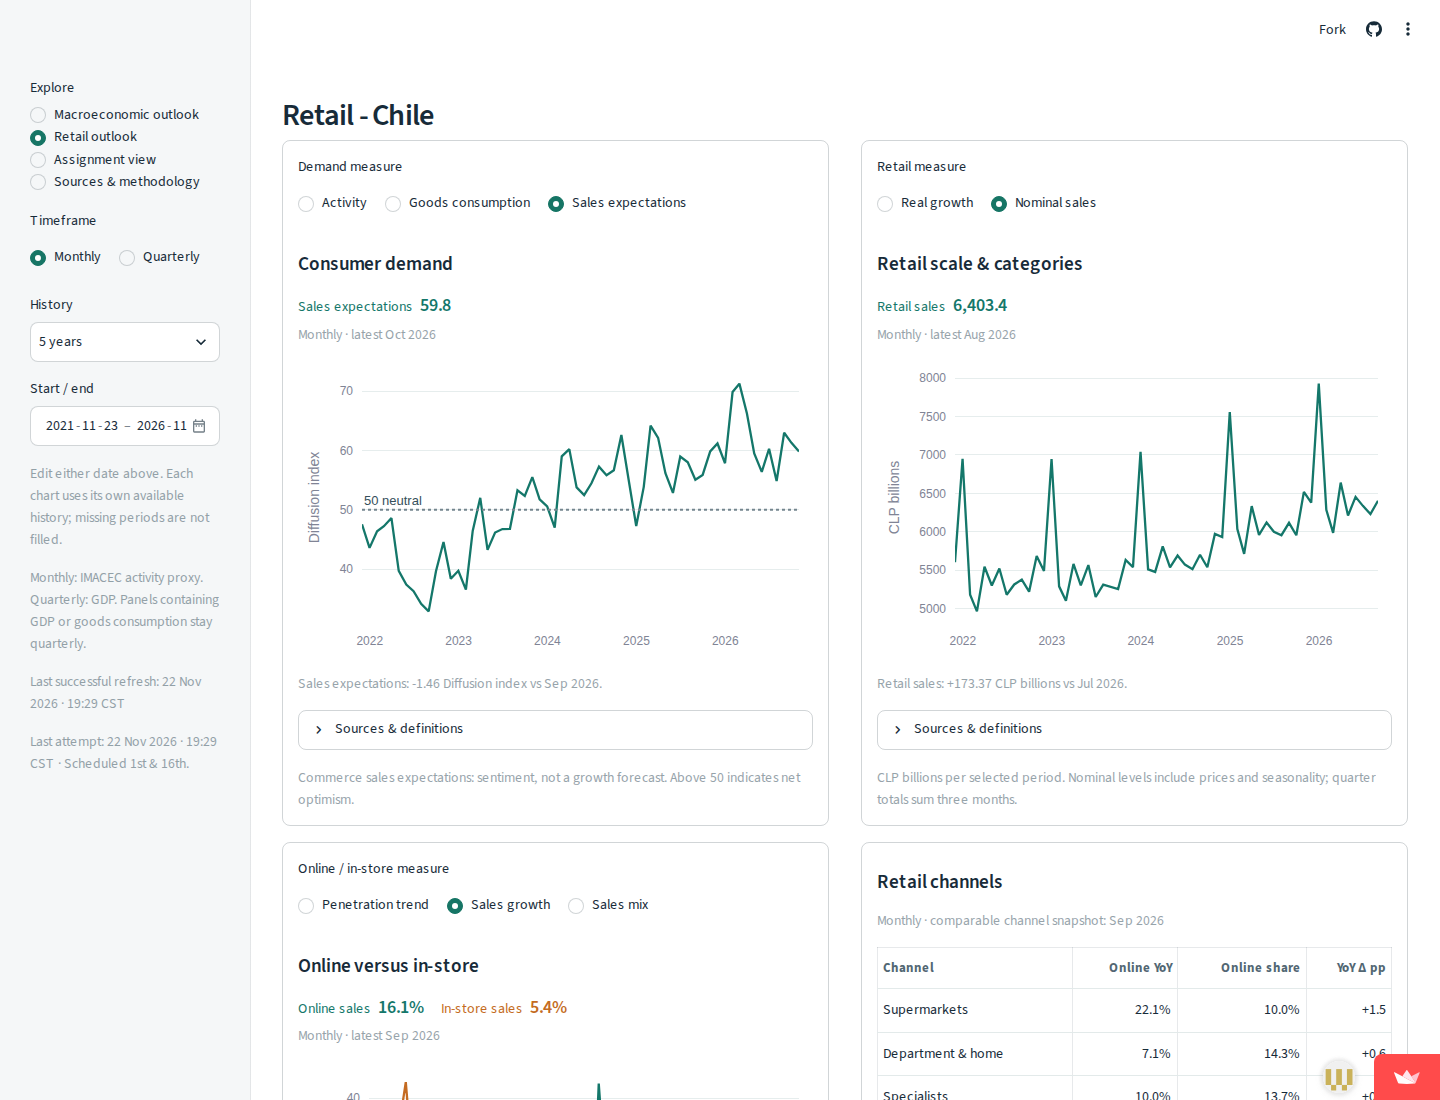 Fork
Explore
Macroeconomic outlook
Retail outlook
Assignment view
Sources & methodology
Timeframe
Monthly
Quarterly
History
5 years
Start / end
2021-11-23 – 2026-11
Edit either date above. Each
chart uses its own available
history; missing periods are not
filled.
Monthly: IMACEC activity proxy.
Quarterly: GDP. Panels containing
GDP or goods consumption stay
quarterly.
Last successful refresh: 22 Nov
2026 · 19:29 CST
Last attempt: 22 Nov 2026 · 19:29
CST · Scheduled 1st & 16th.
Retail - Chile
Demand measure
Activity
Goods consumption
Sales expectations
Consumer demand
Sales expectations 59.8
Monthly · latest Oct 2026
Diffusion index
70
60
50 neutral
50
40
2022
2023
2024
2025
2026
Sales expectations: -1.46 Diffusion index vs Sep 2026.
Sources & definitions
Commerce sales expectations: sentiment, not a growth forecast. Above 50 indicates net
optimism.
Retail measure
Real growth
Nominal sales
Retail scale & categories
Retail sales 6,403.4
Monthly · latest Aug 2026
CLP billions
8000
7500
7000
6500
6000
5500
5000
2022
2023
2024
2025
2026
Retail sales: +173.37 CLP billions vs Jul 2026.
Sources & definitions
CLP billions per selected period. Nominal levels include prices and seasonality; quarter
totals sum three months.
Online / in-store measure
Penetration trend
Sales growth
Sales mix
Online versus in-store
Online sales 16.1% In-store sales 5.4%
Monthly · latest Sep 2026
40
Retail channels
Monthly · comparable channel snapshot: Sep 2026
Channel Online YoY Online share YoY Δ pp
Supermarkets 22.1% 10.0% +1.5
Department & home 7.1% 14.3%
Specialists 10.0% 13.7%